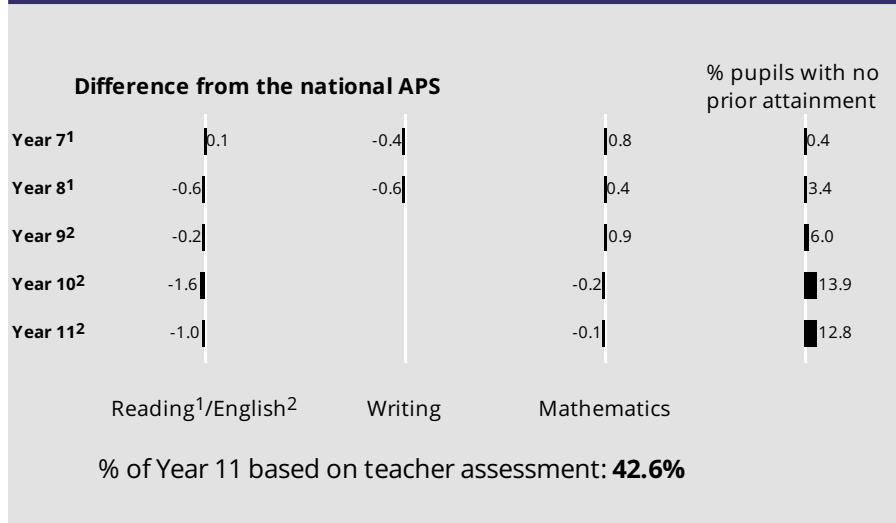 % pupils with no
prior attainment
Difference from the national APS
Year 7¹ 0.1 -0.4 0.8 0.4
Year 8¹ -0.6 -0.6 0.4 3.4
Year 9² -0.2 0.9 6.0
Year 10² -1.6 -0.2 13.9
Year 11² -1.0 -0.1 12.8
Reading¹/English² Writing Mathematics
% of Year 11 based on teacher assessment: 42.6%